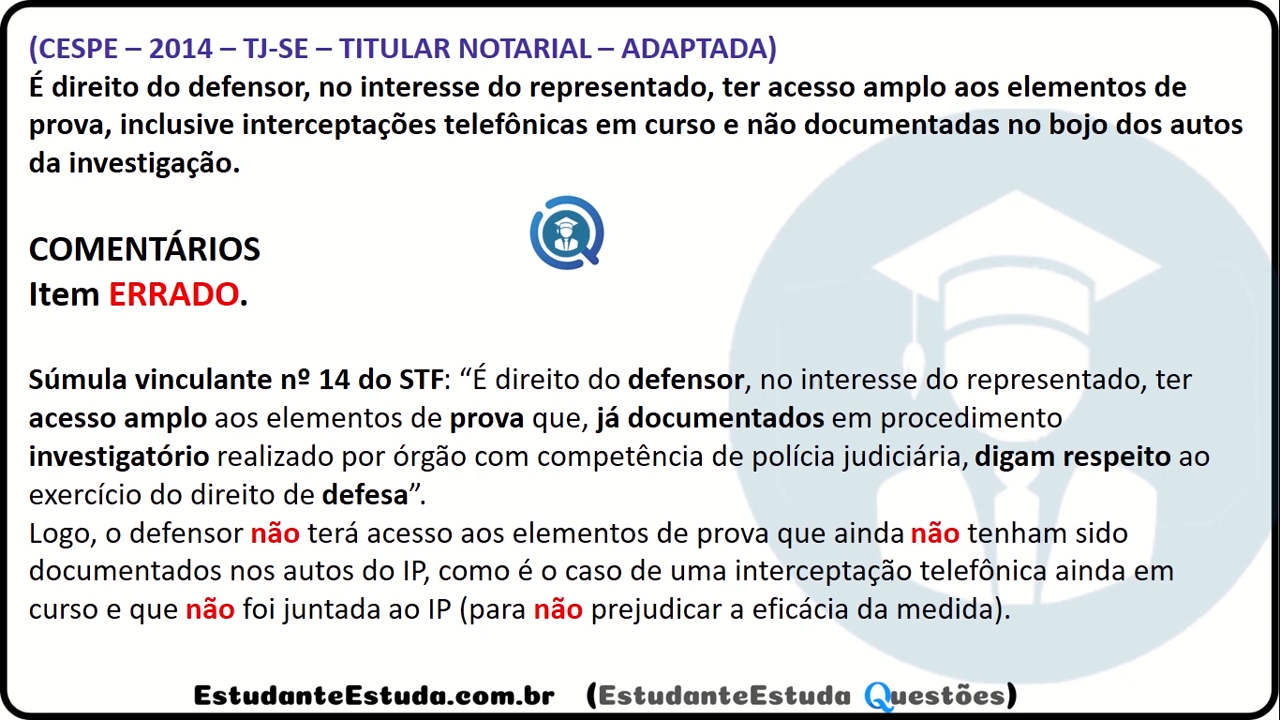 (CESPE – 2014 – TJ-SE – TITULAR NOTARIAL – ADAPTADA)
É direito do defensor, no interesse do representado, ter acesso amplo aos elementos de
prova, inclusive interceptações telefônicas em curso e não documentadas no bojo dos autos
da investigação.
COMENTÁRIOS
Item ERRADO.
Súmula vinculante nº 14 do STF: “É direito do defensor, no interesse do representado, ter
acesso amplo aos elementos de prova que, já documentados em procedimento
investigatório realizado por órgão com competência de polícia judiciária, digam respeito ao
exercício do direito de defesa”.
Logo, o defensor não terá acesso aos elementos de prova que ainda não tenham sido
documentados nos autos do IP, como é o caso de uma interceptação telefônica ainda em
curso e que não foi juntada ao IP (para não prejudicar a eficácia da medida).
EstudanteEstuda.com.br (EstudanteEstuda Questões)